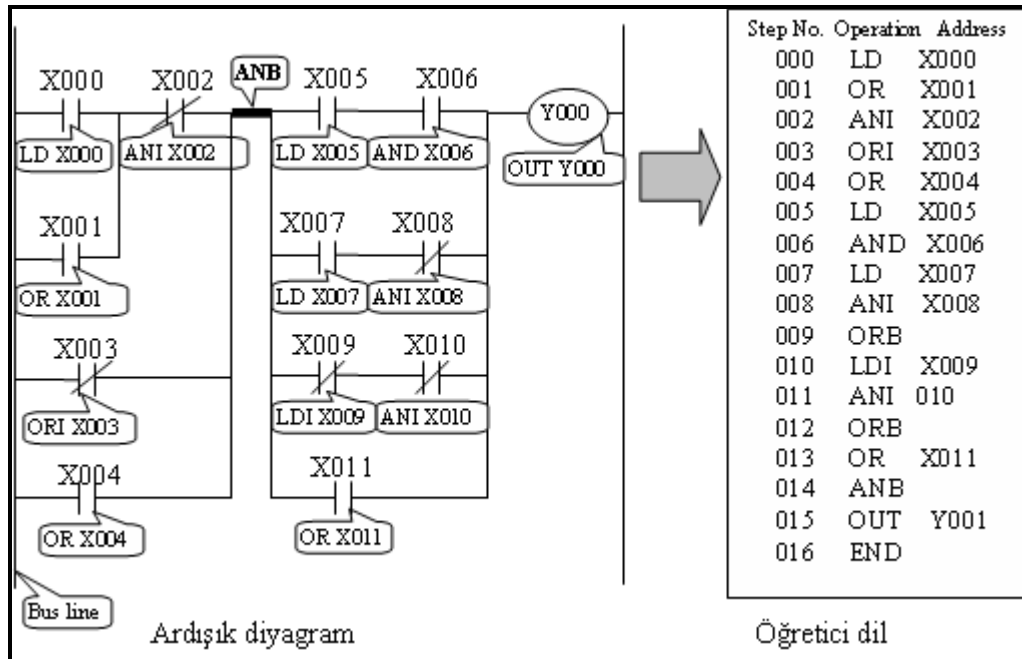 X000 X002 ANB X005 X006
Y000
LD X000 ANI X002 LD X005 AND X006 OUT Y000
X001 X007 X008
OR X001 LD X007 ANI X008
X003 X009 X010
ORI X003 LDI X009 ANI X010
X004 X011
OR X004 OR X011
Bus line
Ardışık diyagram
Step No. Operation Address
000 LD X000
001 OR X001
002 ANI X002
003 ORI X003
004 OR X004
005 LD X005
006 AND X006
007 LD X007
008 ANI X008
009 ORB
010 LDI X009
011 ANI 010
012 ORB
013 OR X011
014 ANB
015 OUT Y001
016 END
Öğretici dil